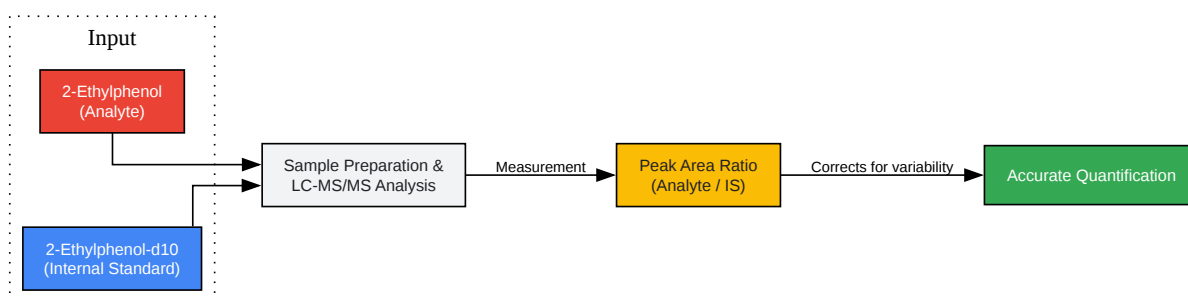 Input
2-Ethylphenol
(Analyte)
2-Ethylphenol-d10
(Internal Standard)
Sample Preparation &
LC-MS/MS Analysis
Measurement
Peak Area Ratio
(Analyte / IS)
Corrects for variability
Accurate Quantification